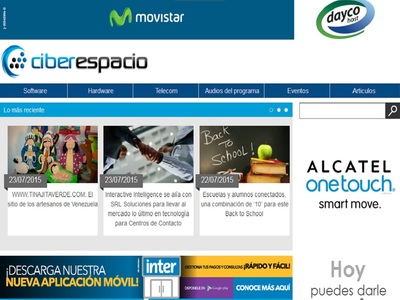 movistar
dayco
host
ciberespacio
Software
Hardware
Telecom
Audios del programa
Eventos
Articulos
Lo más reciente
23/07/2015
WWW.TINAJITAVERDE.COM: El
sitio de los artesanos de Venezuela
23/07/2015
Interactive Intelligence se alía con
SRL Soluciones para llevar al
mercado lo último en tecnología
para Centros de Contacto
BACK
To
School!
22/07/2015
Escuelas y alumnos conectados,
una combinación de '10' para este
Back to School
ALCATEL
onetouch
smart move.
¡DESCARGA NUESTRA
NUEVA APLICACIÓN MÓVIL!
inter
GESTIONA TUS PAGOS Y CONSULTAS
¡RÁPIDO Y FÁCIL!
CONOCE MÁS AQUÍ
Hoy
puedes darle